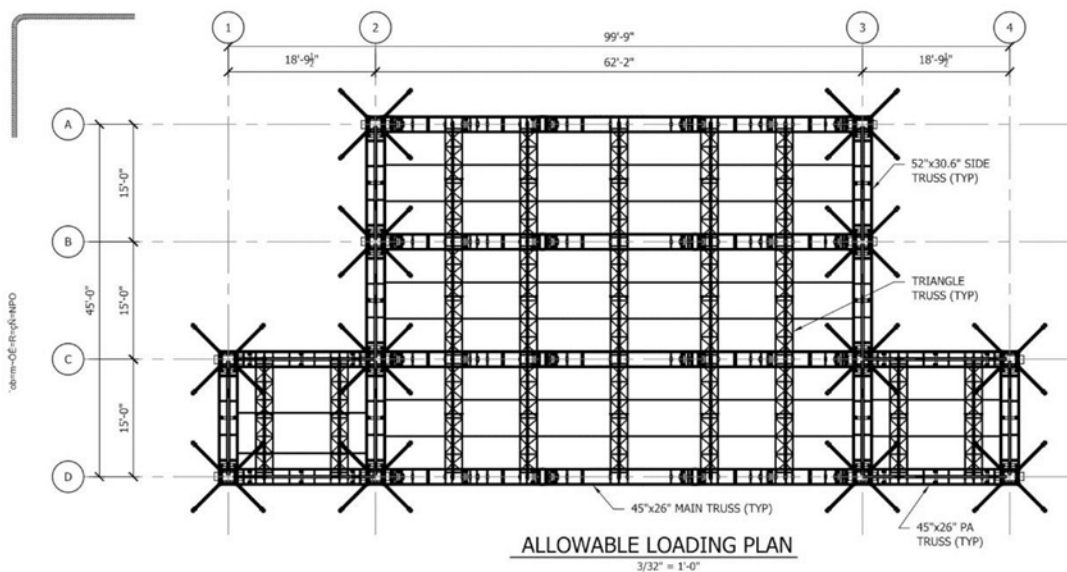 1
2
3
4
99'-9"
18'-9½"
62'-2"
18'-9½"
A
B
C
D
15'-0"
15'-0"
15'-0"
45'-0"
52"x30.6" SIDE
TRUSS (TYP)
TRIANGLE
TRUSS (TYP)
45"x26" MAIN TRUSS (TYP)
45"x26" PA
TRUSS (TYP)
ALLOWABLE LOADING PLAN
3/32" = 1'-0"